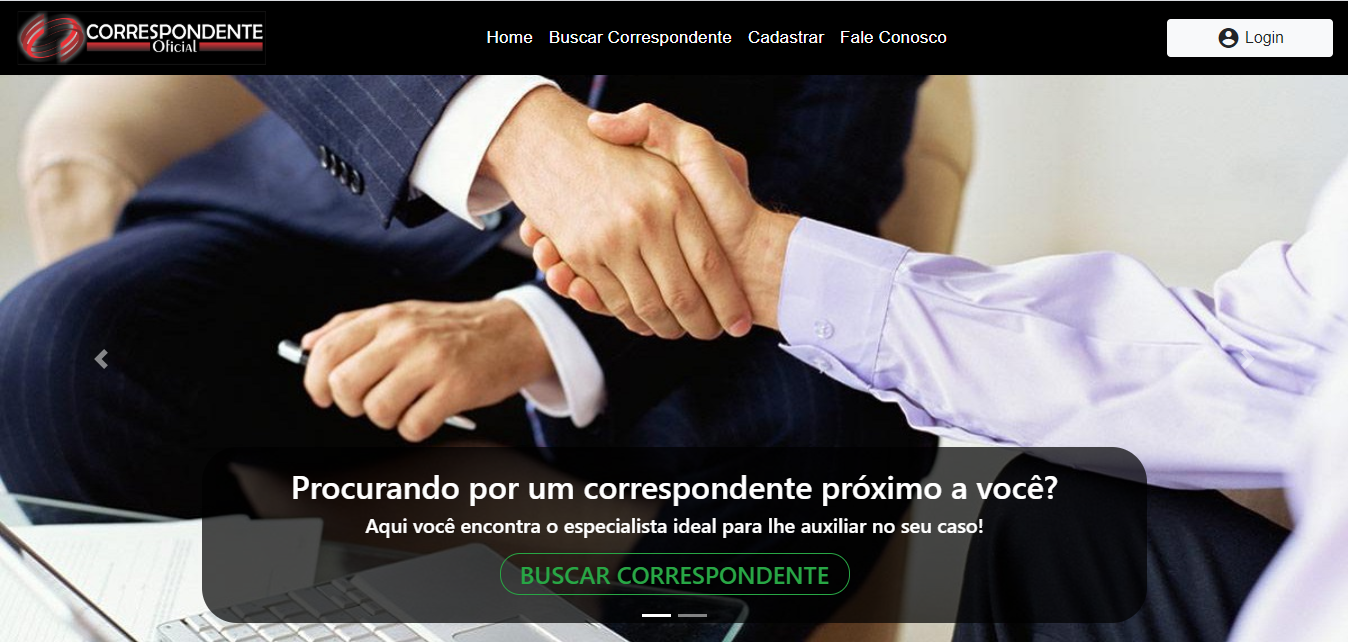 CORRESPONDENTE
Oficial
Home Buscar Correspondente Cadastrar Fale Conosco
Login
Procurando por um correspondente próximo a você?
Aqui você encontra o especialista ideal para lhe auxiliar no seu caso!
BUSCAR CORRESPONDENTE